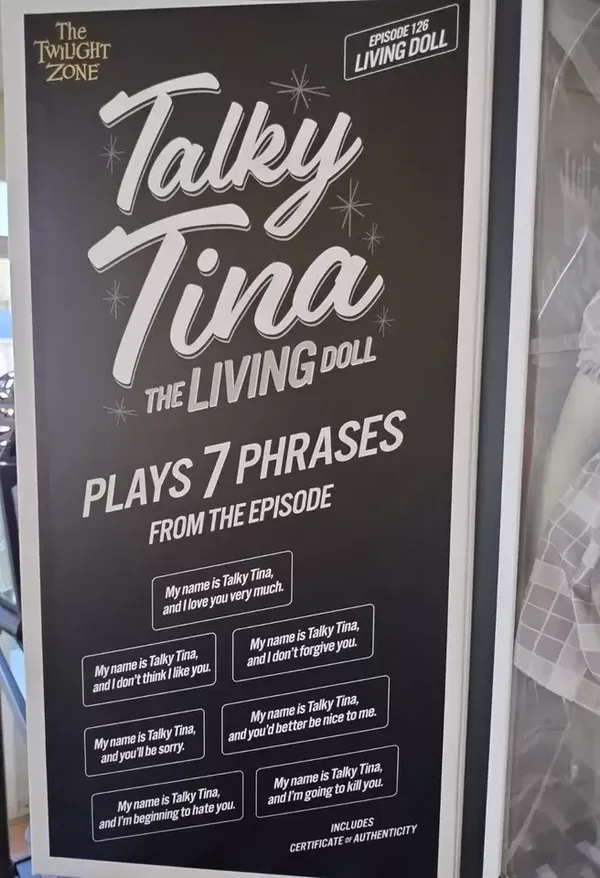 The
TWILIGHT
ZONE
EPISODE 126
LIVING DOLL
Talky
Tina
THE LIVING DOLL
PLAYS 7 PHRASES
FROM THE EPISODE
My name is Talky Tina,
and I love you very much.
My name is Talky Tina,
and I don't think I like you.
My name is Talky Tina,
and I don't forgive you.
My name is Talky Tina,
and you'll be sorry.
My name is Talky Tina,
and you'd better be nice to me.
My name is Talky Tina,
and I'm beginning to hate you.
My name is Talky Tina,
and I'm going to kill you.
INCLUDES
CERTIFICATE OF AUTHENTICITY